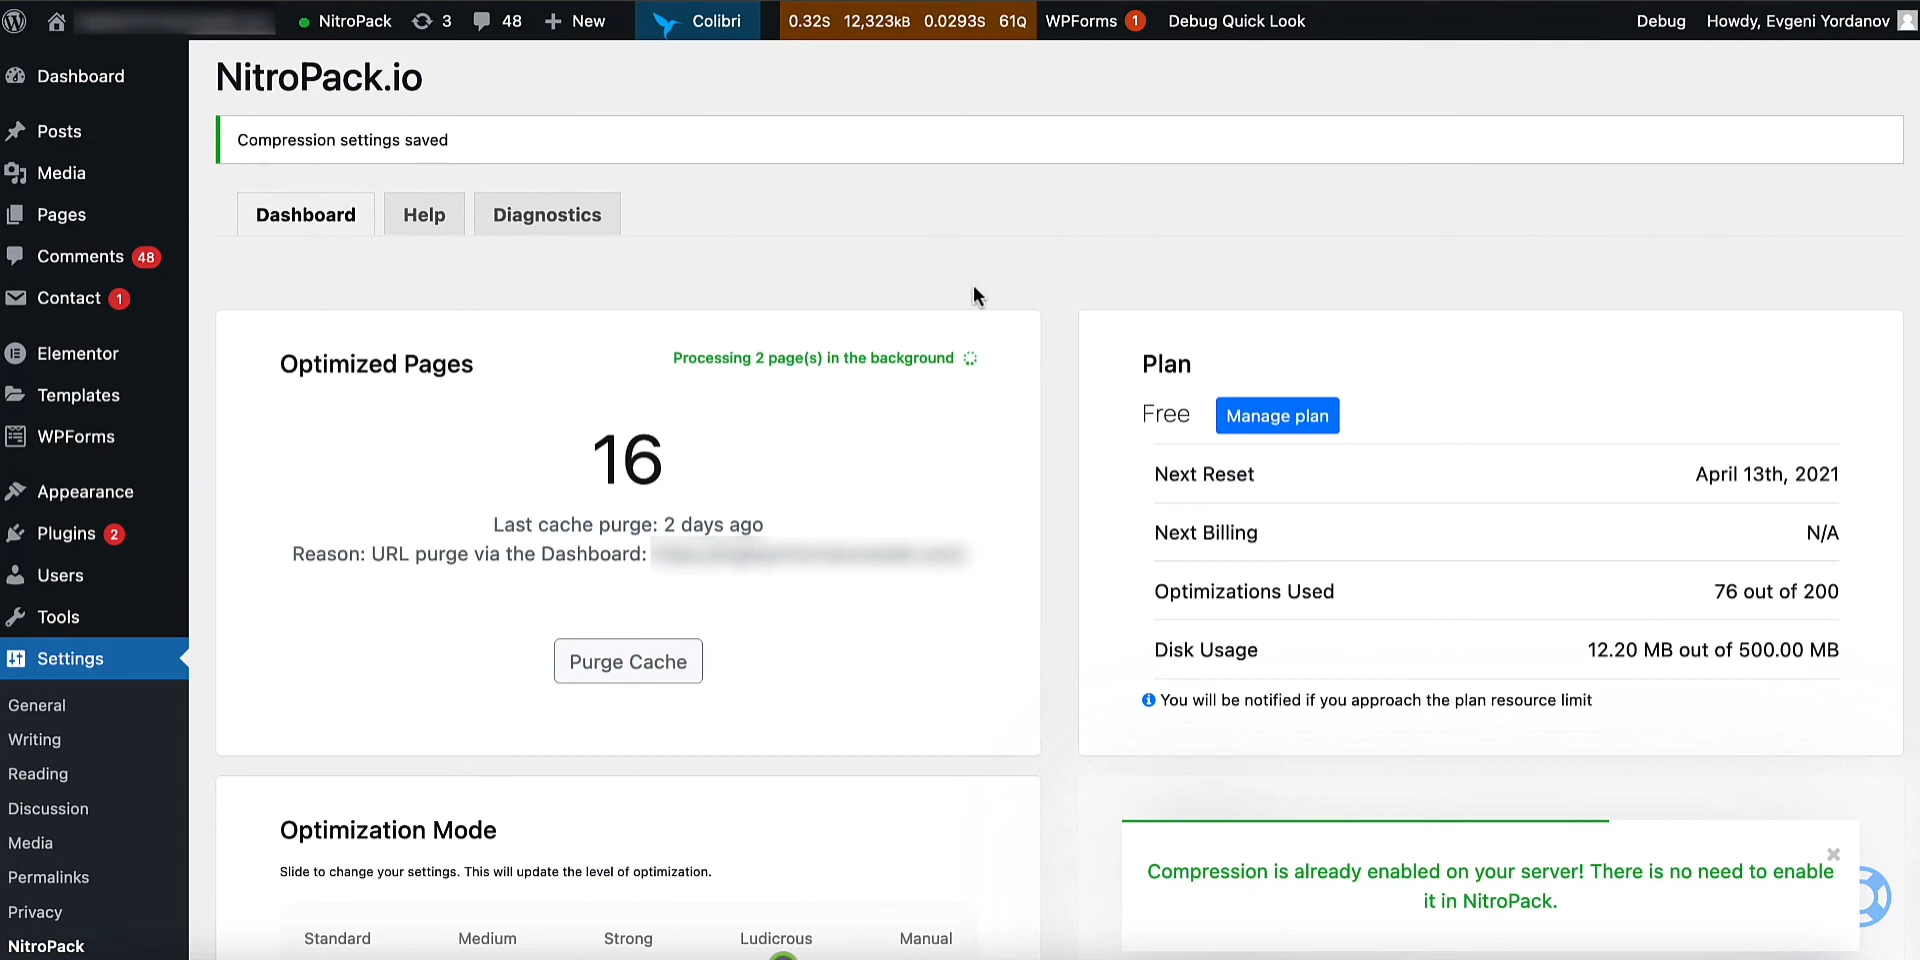 NitroPack
3
48
New
Colibri
0.32s 12,323kB 0.0293s 61Q
WPForms 1
Debug Quick Look
Debug
Howdy, Evgeni Yordanov
Dashboard
Posts
Media
Pages
Comments 48
Contact 1
Elementor
Templates
WPForms
Appearance
Plugins 2
Users
Tools
Settings
General
Writing
Reading
Discussion
Media
Permalinks
Privacy
NitroPack
NitroPack.io
Compression settings saved
Dashboard
Help
Diagnostics
Optimized Pages
Processing 2 page(s) in the background
16
Last cache purge: 2 days ago
Reason: URL purge via the Dashboard:
Purge Cache
Plan
Free
Manage plan
Next Reset April 13th, 2021
Next Billing N/A
Optimizations Used 76 out of 200
Disk Usage 12.20 MB out of 500.00 MB
You will be notified if you approach the plan resource limit
Optimization Mode
Slide to change your settings. This will update the level of optimization.
Standard
Medium
Strong
Ludicrous
Manual
Compression is already enabled on your server! There is no need to enable
it in NitroPack.